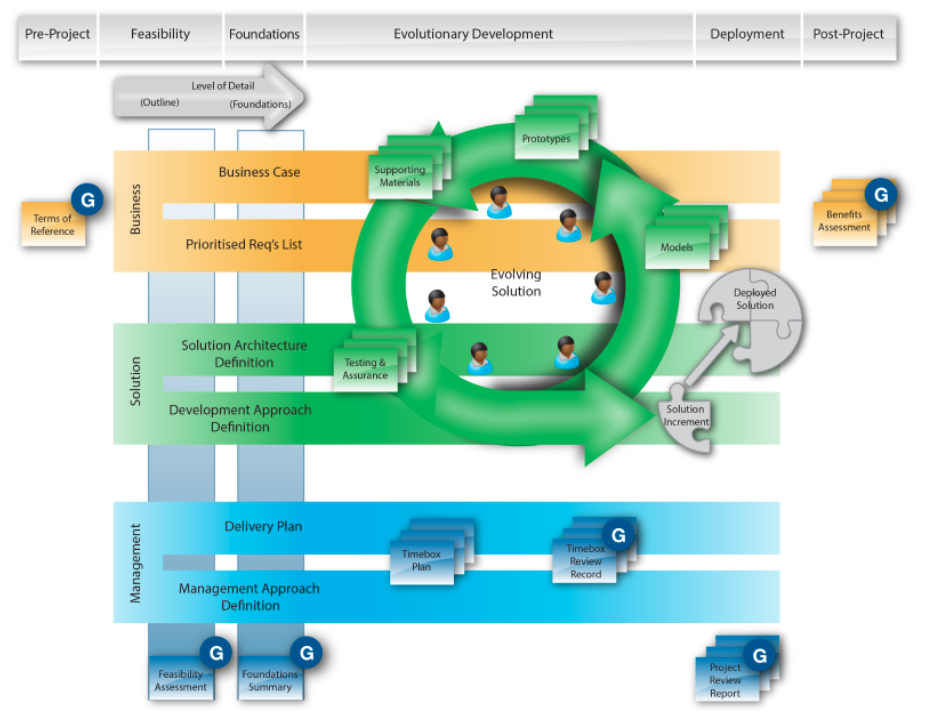 Pre-Project
Feasibility
Foundations
Evolutionary Development
Deployment
Post-Project
Level of Detail
(Outline)
(Foundations)
Prototypes
Supporting
Materials
Business
Business Case
G
Terms of
Reference
G
Benefits
Assessment
Prioritised Req's List
Models
Evolving
Solution
Deployed
Solution
Solution
Solution Architecture
Definition
Testing &
Assurance
Development Approach
Definition
Solution
Increment
Management
Delivery Plan
Timebox
Plan
G
Timebox
Review
Record
Management Approach
Definition
G
Feasibility
Assessment
G
Foundations
Summary
G
Project
Review
Report